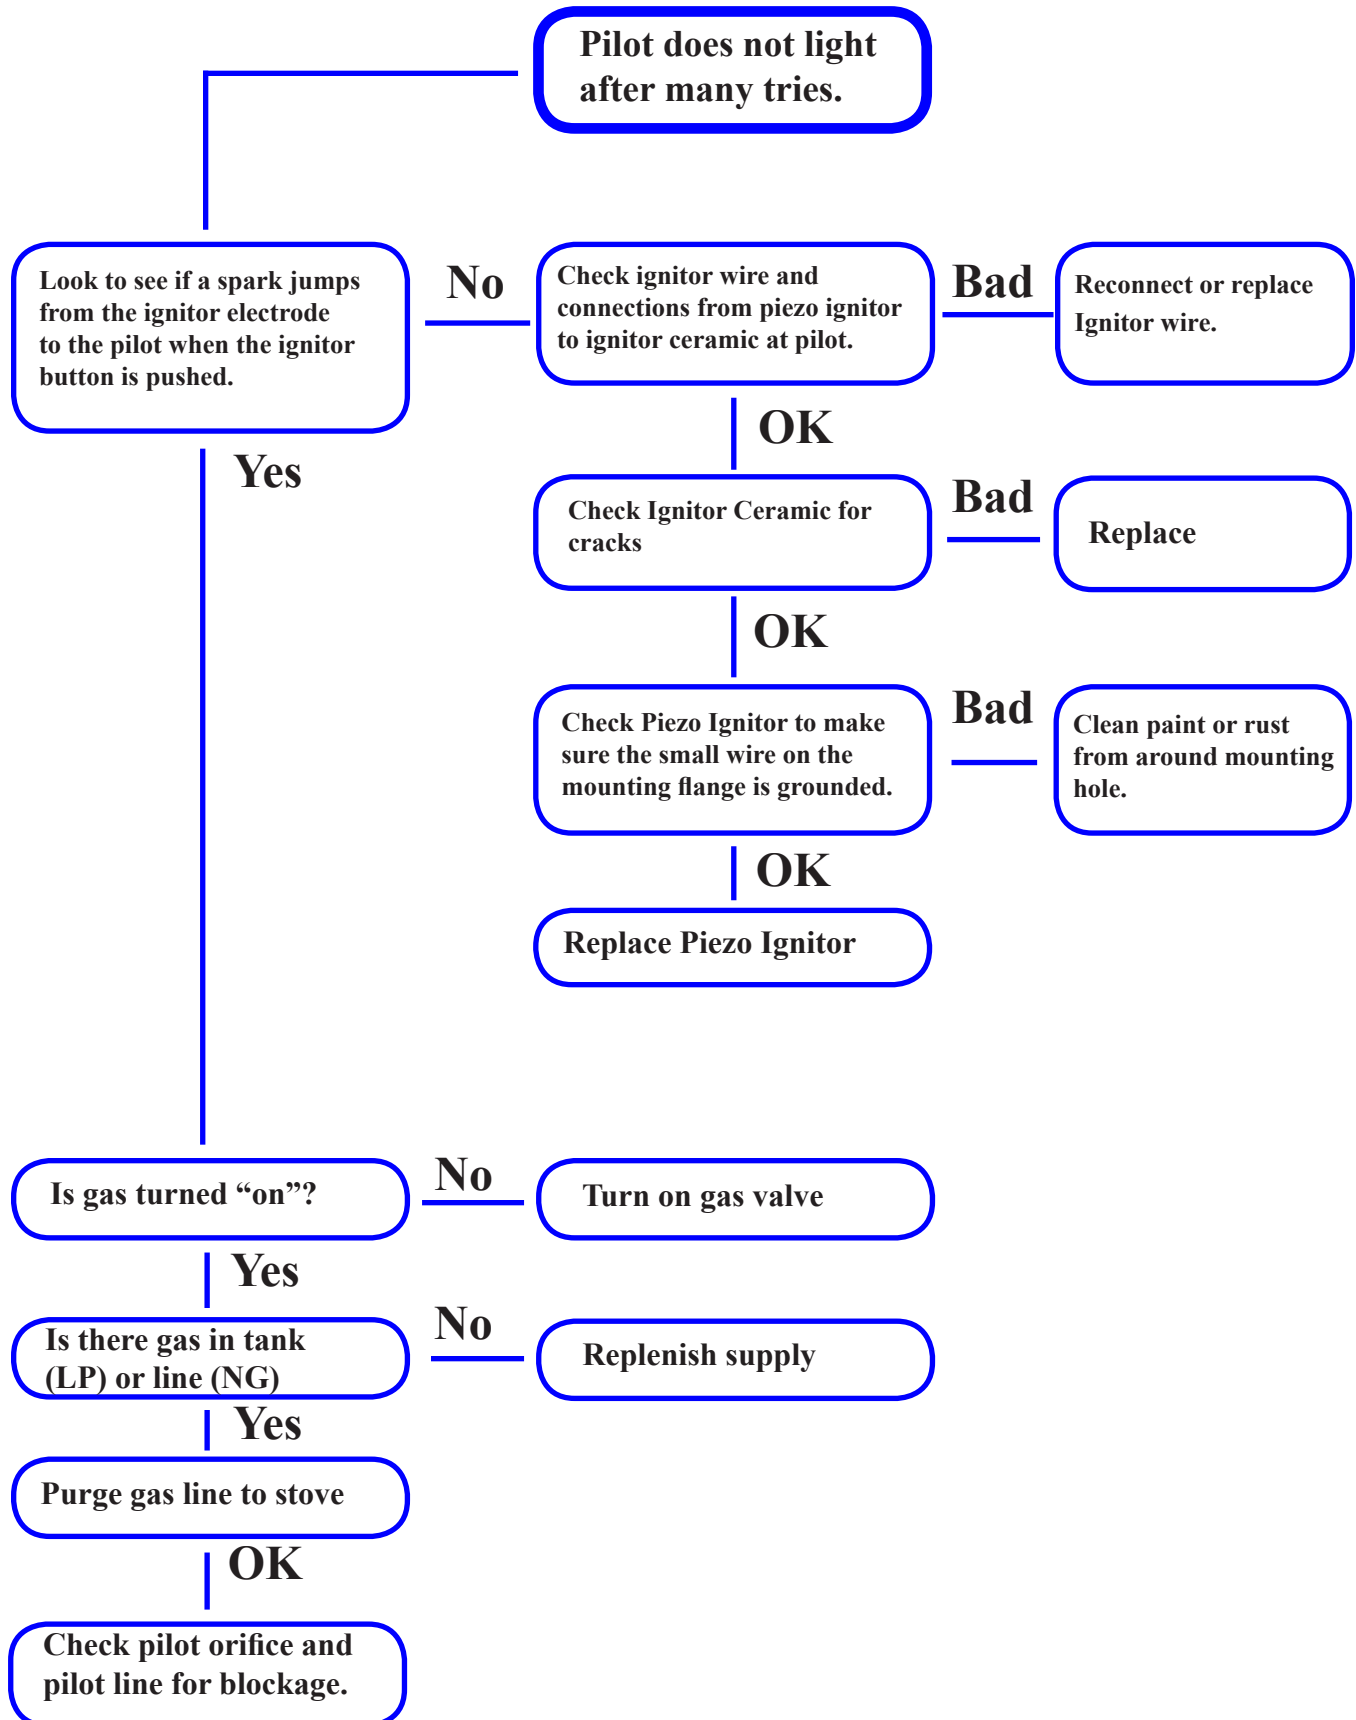 Pilot does not light
after many tries.
Look to see if a spark jumps
from the ignitor electrode
to the pilot when the ignitor
button is pushed.
No
Check ignitor wire and
connections from piezo ignitor
to ignitor ceramic at pilot.
Bad
Reconnect or replace
Ignitor wire.
OK
Yes
Check Ignitor Ceramic for
cracks
Bad
Replace
OK
Check Piezo Ignitor to make
sure the small wire on the
mounting flange is grounded.
Bad
Clean paint or rust
from around mounting
hole.
OK
Replace Piezo Ignitor
Is gas turned “on”?
No
Turn on gas valve
Yes
Is there gas in tank
(LP) or line (NG)
No
Replenish supply
Yes
Purge gas line to stove
OK
Check pilot orifice and
pilot line for blockage.